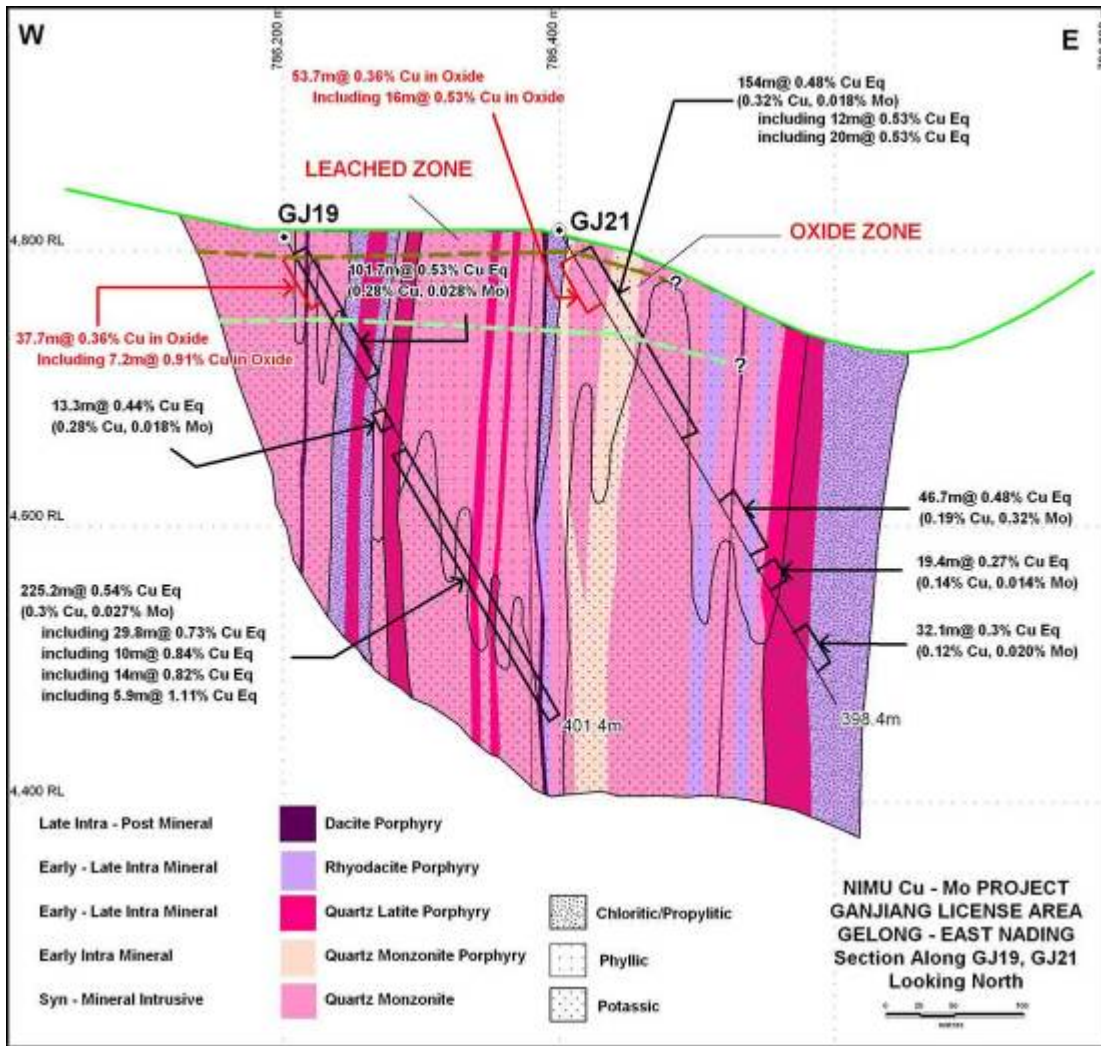 W
E
786,200 m
786,400 m
53.7m@ 0.36% Cu in Oxide
Including 16m@ 0.53% Cu in Oxide
154m@ 0.48% Cu Eq
(0.32% Cu, 0.018% Mo)
including 12m@ 0.53% Cu Eq
including 20m@ 0.53% Cu Eq
LEACHED ZONE
GJ19
GJ21
OXIDE ZONE
4,800 RL
101.7m@ 0.53% Cu Eq
(0.28% Cu, 0.028% Mo)
?
?
37.7m@ 0.36% Cu in Oxide
Including 7.2m@ 0.91% Cu in Oxide
13.3m@ 0.44% Cu Eq
(0.28% Cu, 0.018% Mo)
4,600 RL
46.7m@ 0.48% Cu Eq
(0.19% Cu, 0.32% Mo)
19.4m@ 0.27% Cu Eq
(0.14% Cu, 0.014% Mo)
225.2m@ 0.54% Cu Eq
(0.3% Cu, 0.027% Mo)
including 29.8m@ 0.73% Cu Eq
including 10m@ 0.84% Cu Eq
including 14m@ 0.82% Cu Eq
including 5.9m@ 1.11% Cu Eq
32.1m@ 0.3% Cu Eq
(0.12% Cu, 0.020% Mo)
401.4m
398.4m
4,400 RL
Late Intra - Post Mineral
Dacite Porphyry
Early - Late Intra Mineral
Rhyodacite Porphyry
Early - Late Intra Mineral
Quartz Latite Porphyry
Early Intra Mineral
Quartz Monzonite Porphyry
Syn - Mineral Intrusive
Quartz Monzonite
Chloritic/Propylitic
Phyllic
Potassic
NIMU Cu - Mo PROJECT
GANJIANG LICENSE AREA
GELONG - EAST NADING
Section Along GJ19, GJ21
Looking North
0 25 50 100